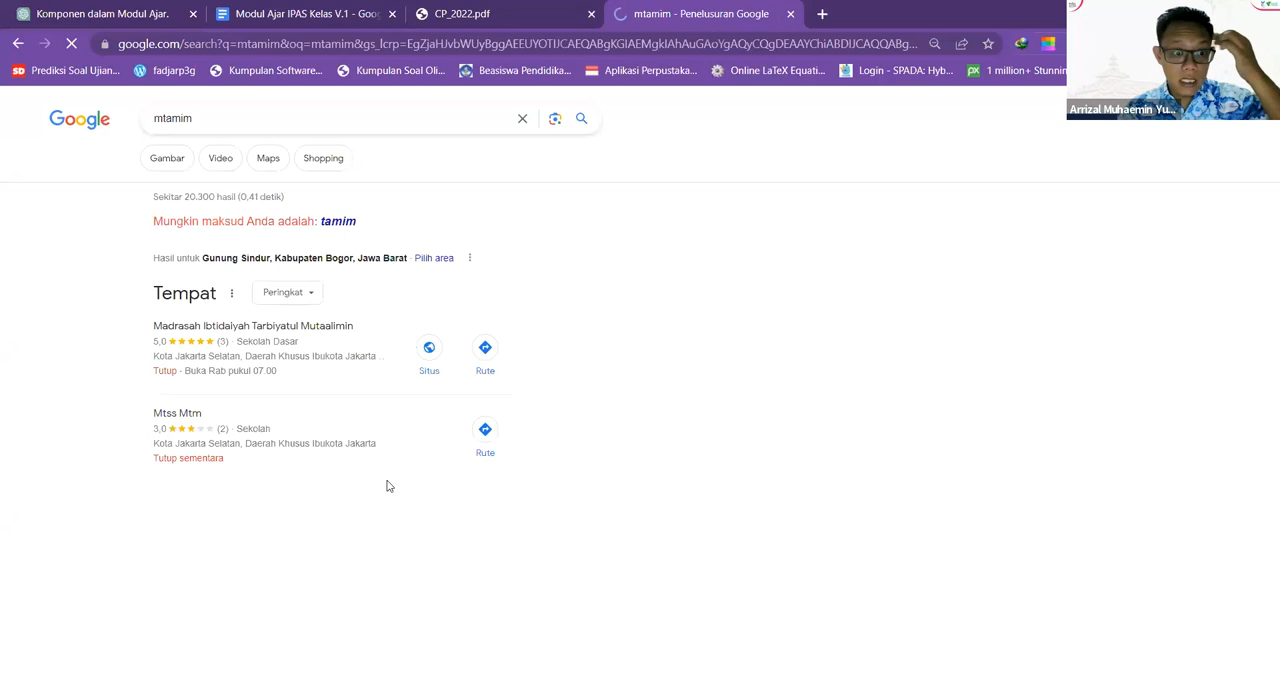 Komponen dalam Modul Ajar.
Modul Ajar IPAS Kelas V.1 - Goo
CP_2022.pdf
mtamim - Penelusuran Google
google.com/search?q=mtamim&oq=mtamim&gs_lcrp=EgZjaHJvbWUyBggAEEUYOTIJCAEQABgKGIAEMgkIAhAuGAoYgAQyCQgDEAAYChiABDIJCAQQABg...
Prediksi Soal Ujian...
fadjarp3g
Kumpulan Software...
Kumpulan Soal Oli...
Beasiswa Pendidika...
Aplikasi Perpustaka...
Online LaTeX Equati...
Login - SPADA: Hyb...
1 million+ Stunnin
Arrizal Muhaemin Yu...
Google
mtamim
Gambar
Video
Maps
Shopping
Sekitar 20.300 hasil (0,41 detik)
Mungkin maksud Anda adalah: tamim
Hasil untuk Gunung Sindur, Kabupaten Bogor, Jawa Barat · Pilih area
Tempat
Peringkat
Madrasah Ibtidaiyah Tarbiyatul Mutaalimin
5,0 (3) · Sekolah Dasar
Kota Jakarta Selatan, Daerah Khusus Ibukota Jakarta ..
Tutup · Buka Rab pukul 07.00
Situs
Rute
Mtss Mtm
3,0 (2) · Sekolah
Kota Jakarta Selatan, Daerah Khusus Ibukota Jakarta
Tutup sementara
Rute